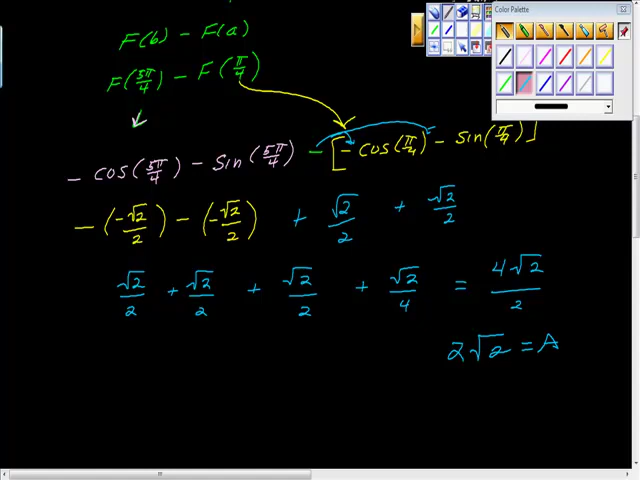 Color Palette
F(b) - F(a)
F(5π/4) - F(π/4)
- cos(5π/4) - sin(5π/4) - [- cos(π/4) - sin(π/4)]
- (-√2/2) - (-√2/2) + √2/2 + √2/2
√2/2 + √2/2 + √2/2 + √2/4 = 4√2/2
2√2 = A